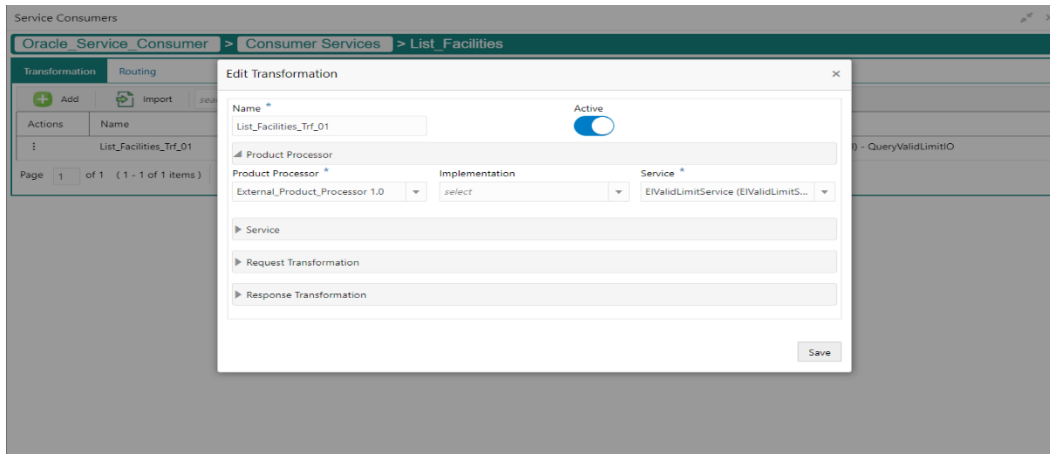 Service Consumers
Oracle_Service_Consumer > Consumer Services > List_Facilities
Transformation Routing
Edit Transformation
Add Import
Name * Active
List_Facilities_Trf_01
Actions Name
List_Facilities_Trf_01 - QueryValidLimitIO
Product Processor
Page 1 of 1 (1 - 1 of 1 items)
Product Processor * Implementation Service *
External_Product_Processor 1.0 select EIValidLimitService (EIValidLimitS...
Service
Request Transformation
Response Transformation
Save